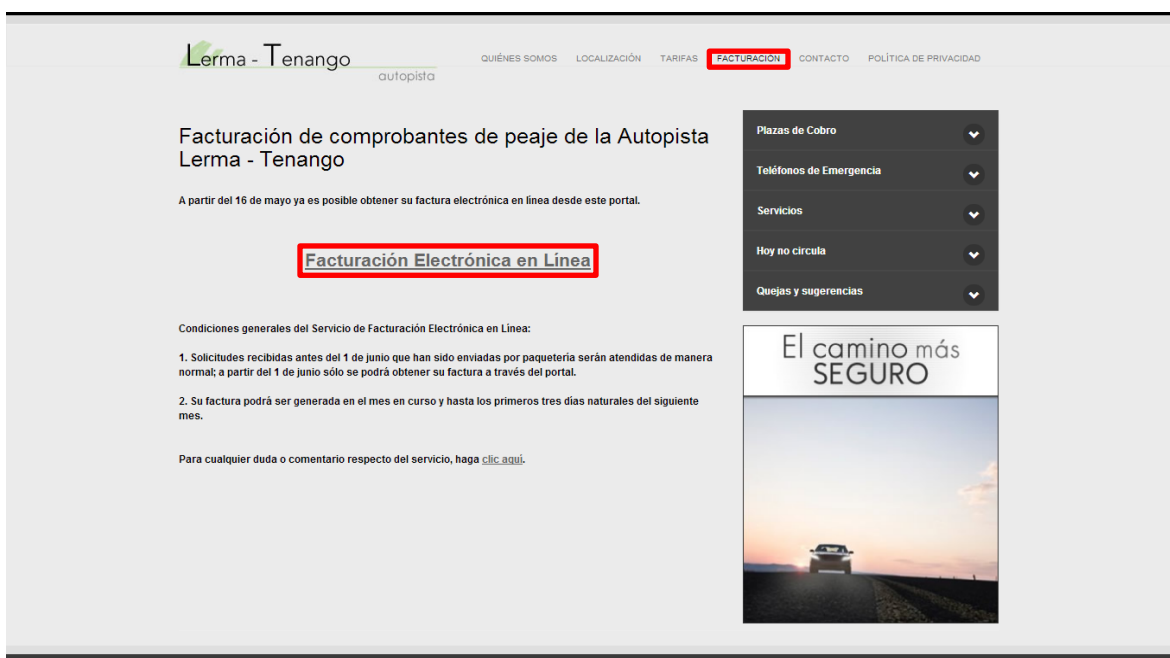 Lerma - Tenango
autopista
QUIÉNES SOMOS LOCALIZACIÓN TARIFAS FACTURACIÓN CONTACTO POLÍTICA DE PRIVACIDAD
Facturación de comprobantes de peaje de la Autopista
Lerma - Tenango
A partir del 16 de mayo ya es posible obtener su factura electrónica en línea desde este portal.
Facturación Electrónica en Línea
Condiciones generales del Servicio de Facturación Electrónica en Línea:
1. Solicitudes recibidas antes del 1 de junio que han sido enviadas por paquetería serán atendidas de manera
normal; a partir del 1 de junio sólo se podrá obtener su factura a través del portal.
2. Su factura podrá ser generada en el mes en curso y hasta los primeros tres días naturales del siguiente
mes.
Para cualquier duda o comentario respecto del servicio, haga clic aquí.
Plazas de Cobro
Teléfonos de Emergencia
Servicios
Hoy no circula
Quejas y sugerencias
El camino más
SEGURO